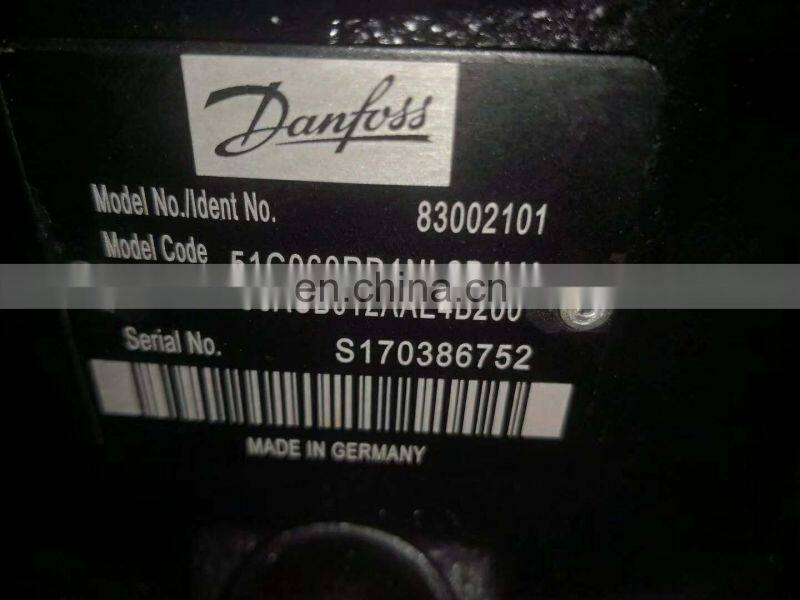 Danfoss
Model No./Ident No. 83002101
Model Code
en.china.cn
Serial No. S170386752
MADE IN GERMANY